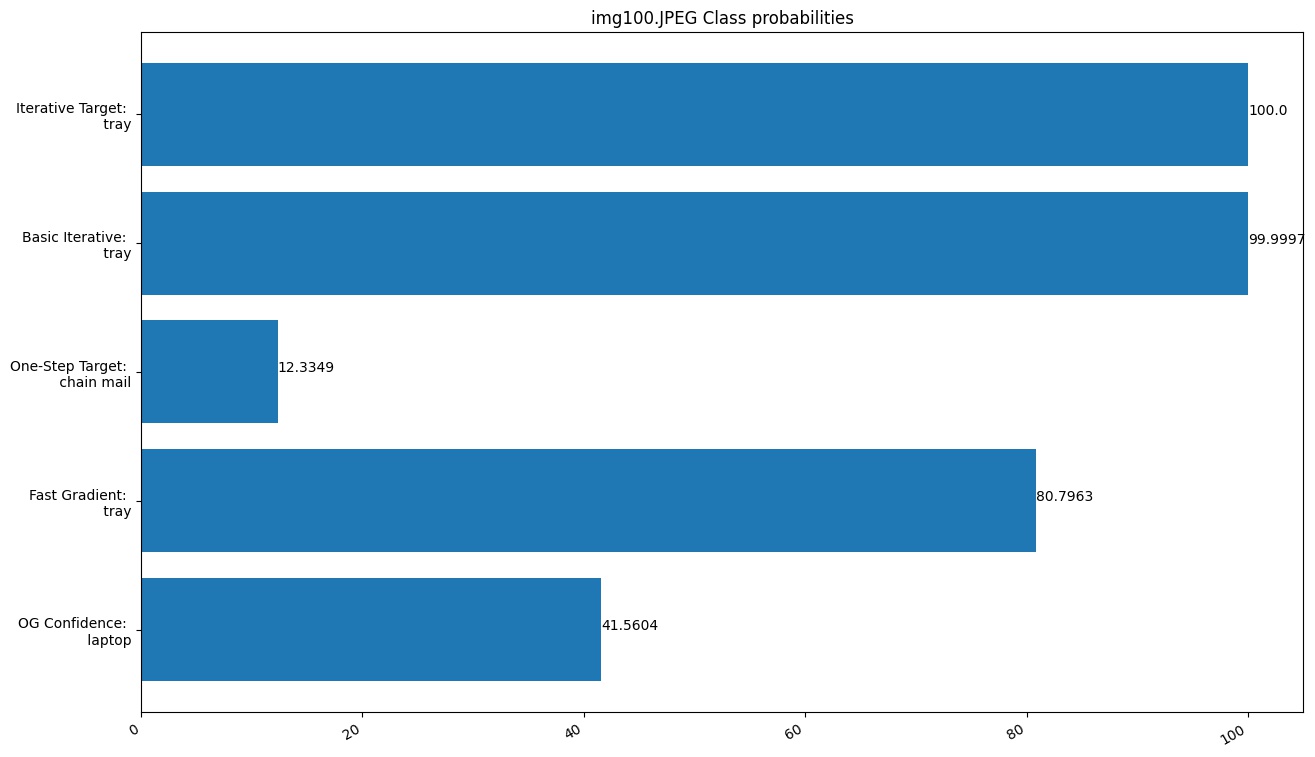 img100.JPEG Class probabilities
Iterative Target:
tray
100.0
Basic Iterative:
tray
99.9997
One-Step Target:
chain mail
12.3349
Fast Gradient:
tray
80.7963
OG Confidence:
laptop
41.5604
0
20
40
60
80
100